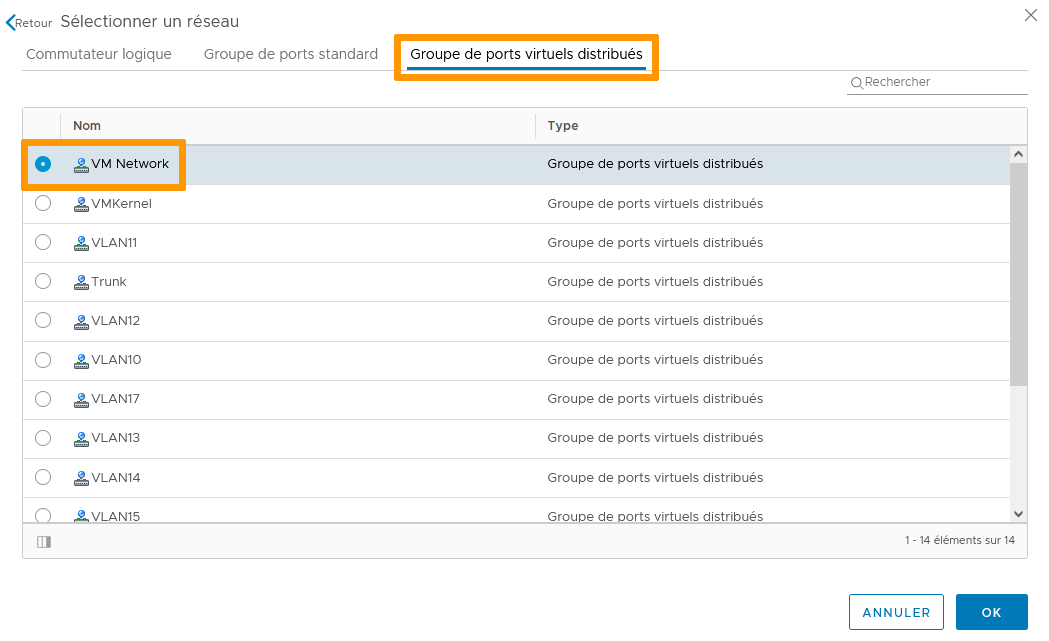 Retour Sélectionner un réseau
Commutateur logique Groupe de ports standard Groupe de ports virtuels distribués
Rechercher
Nom Type
VM Network Groupe de ports virtuels distribués
VMKernel Groupe de ports virtuels distribués
VLAN11 Groupe de ports virtuels distribués
Trunk Groupe de ports virtuels distribués
VLAN12 Groupe de ports virtuels distribués
VLAN10 Groupe de ports virtuels distribués
VLAN17 Groupe de ports virtuels distribués
VLAN13 Groupe de ports virtuels distribués
VLAN14 Groupe de ports virtuels distribués
VLAN15 Groupe de ports virtuels distribués
1 - 14 éléments sur 14
ANNULER OK